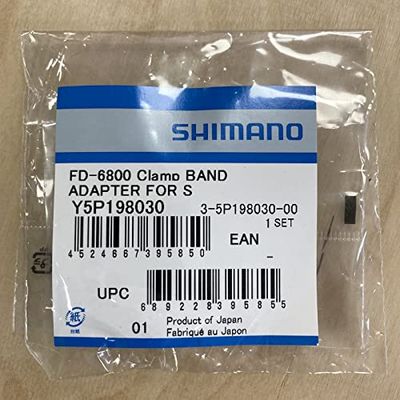 SHIMANO
FD-6800 Clamp BAND
ADAPTER FOR S
Y5P198030 3-5P198030-00
1 SET
4524667395850 EAN
UPC 689228395855
紙
01 Product of Japan
Fabriqué au Japon